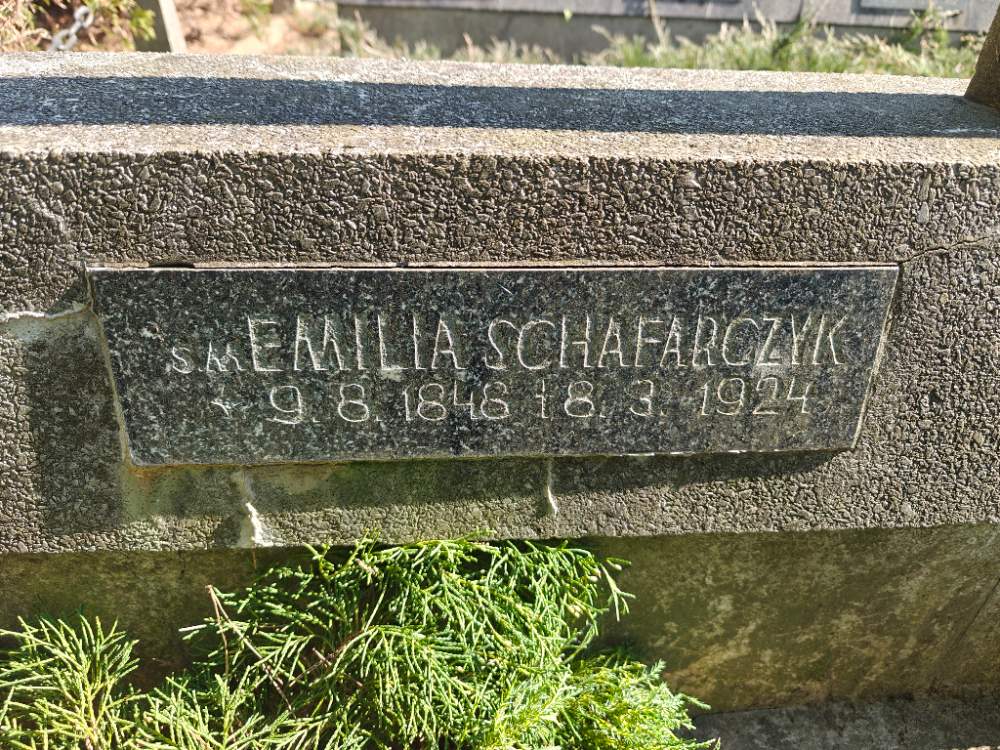 S.M. EMILIA SCHAFARCZYK
* 9. 8. 1848 † 8. 3. 1924